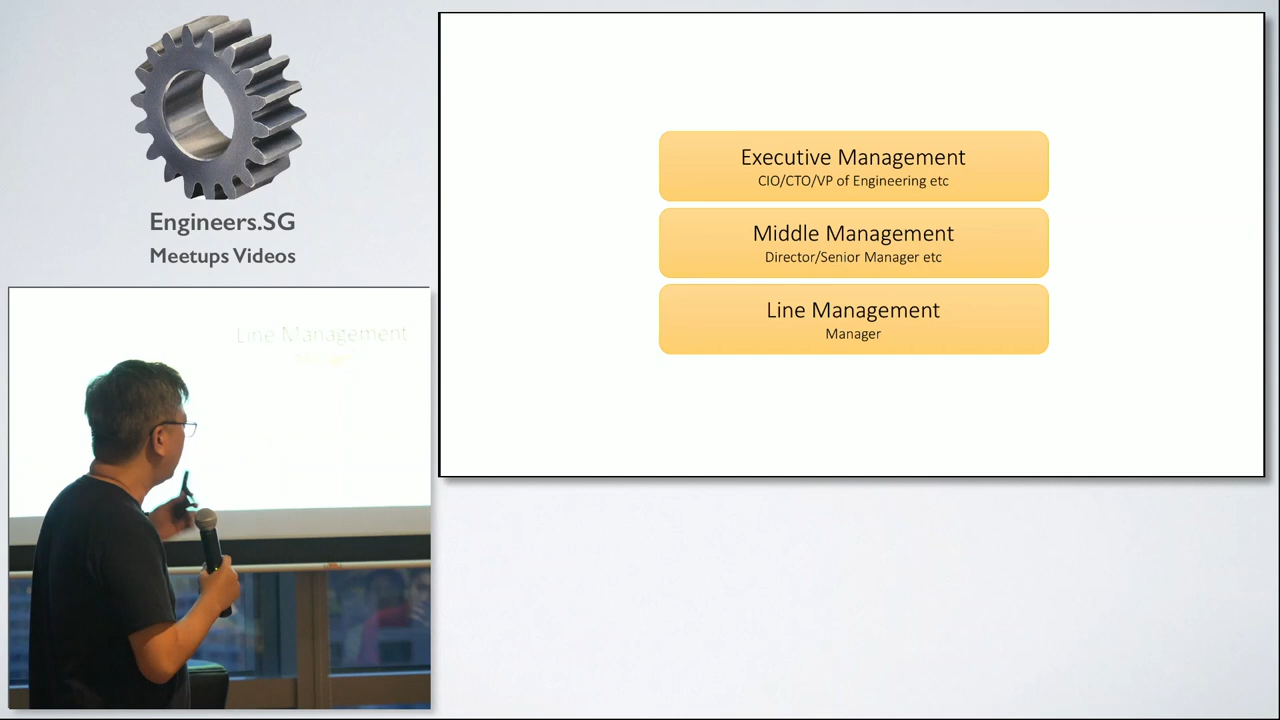 Engineers.SG
Meetups Videos
Executive Management
CIO/CTO/VP of Engineering etc
Middle Management
Director/Senior Manager etc
Line Management
Manager
Line Management
Manager